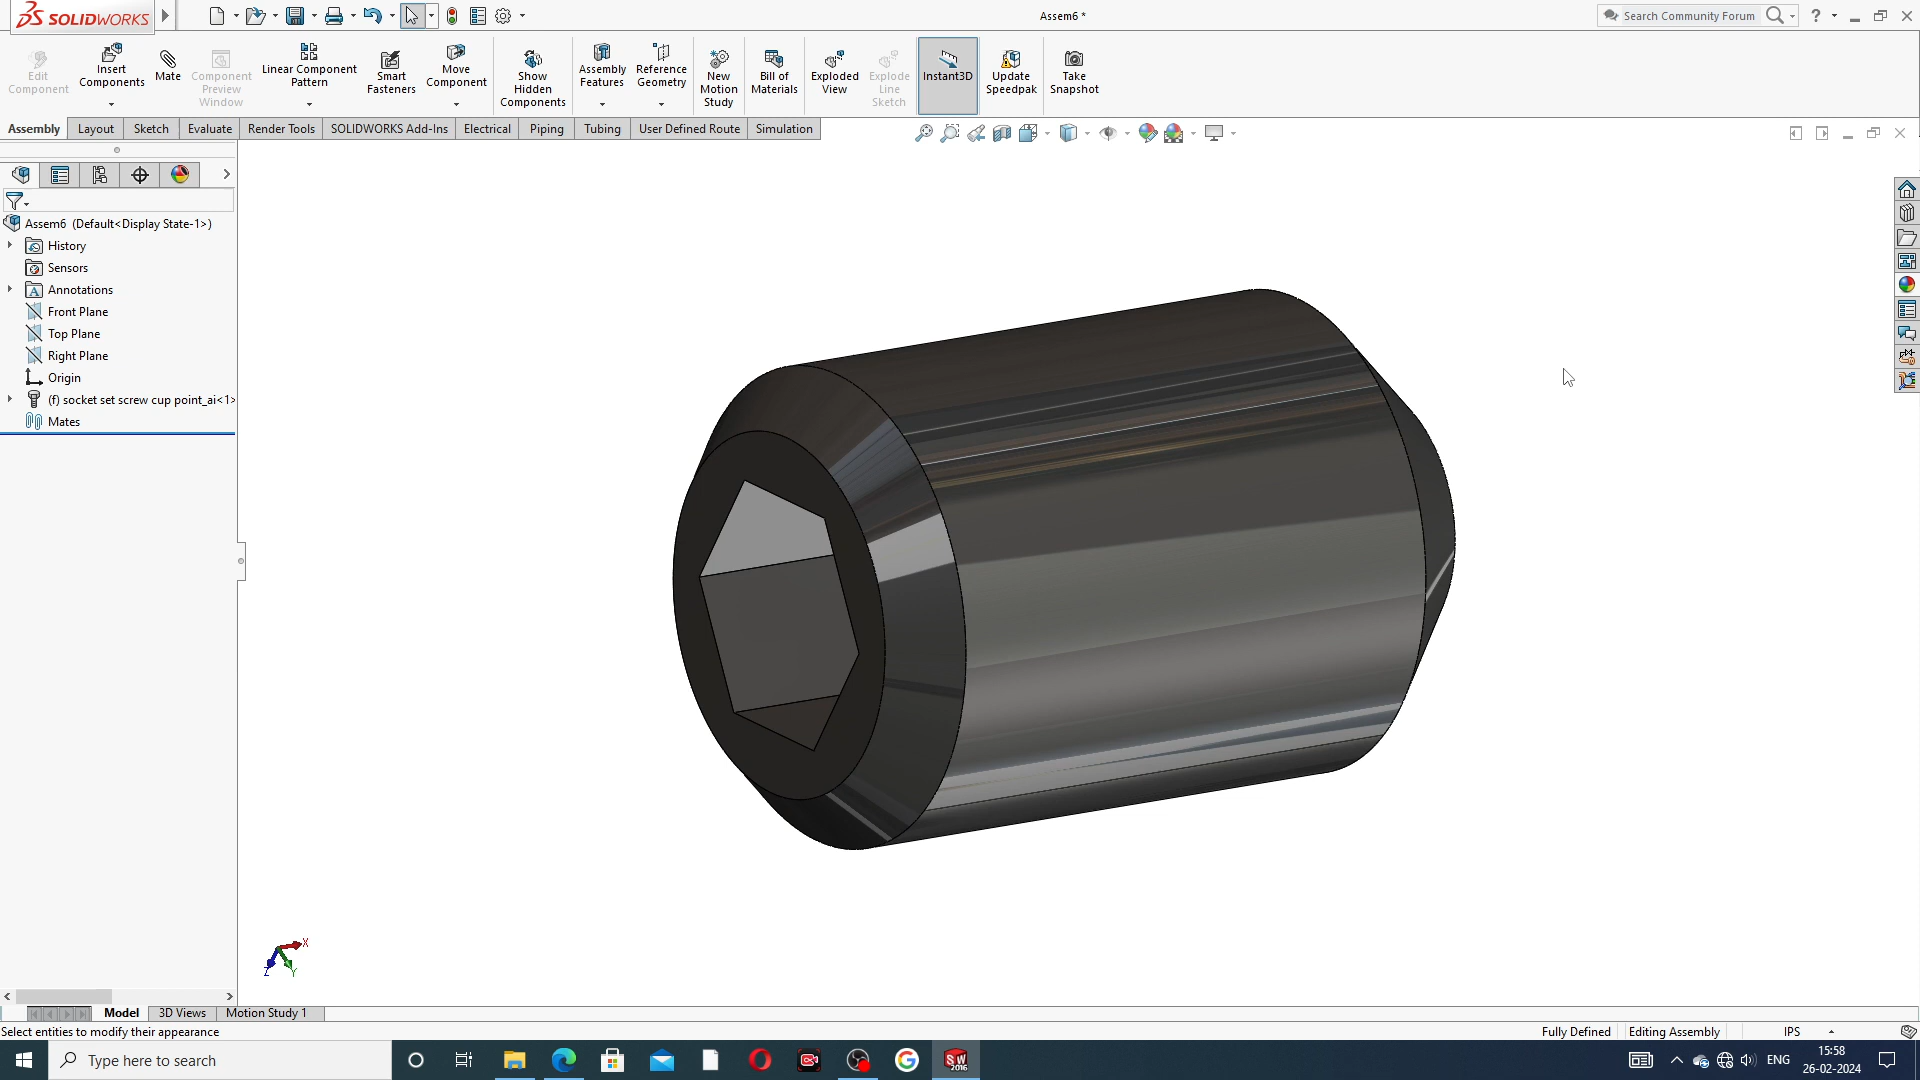 SOLIDWORKS
Assem6 *
Search Community Forum
?
Edit Component
Insert Components
Mate
Component Preview Window
Linear Component Pattern
Smart Fasteners
Move Component
Show Hidden Components
Assembly Features
Reference Geometry
New Motion Study
Bill of Materials
Exploded View
Explode Line Sketch
Instant3D
Update Speedpak
Take Snapshot
Assembly Layout Sketch Evaluate Render Tools SOLIDWORKS Add-Ins Electrical Piping Tubing User Defined Route Simulation
Assem6 (Default<Display State-1>)
History
Sensors
A Annotations
Front Plane
Top Plane
Right Plane
Origin
(f) socket set screw cup point_ai<1>
Mates
X
Y
Z
Model 3D Views Motion Study 1
Select entities to modify their appearance
Fully Defined Editing Assembly IPS
Type here to search
SW
2016
ENG
15:58
26-02-2024